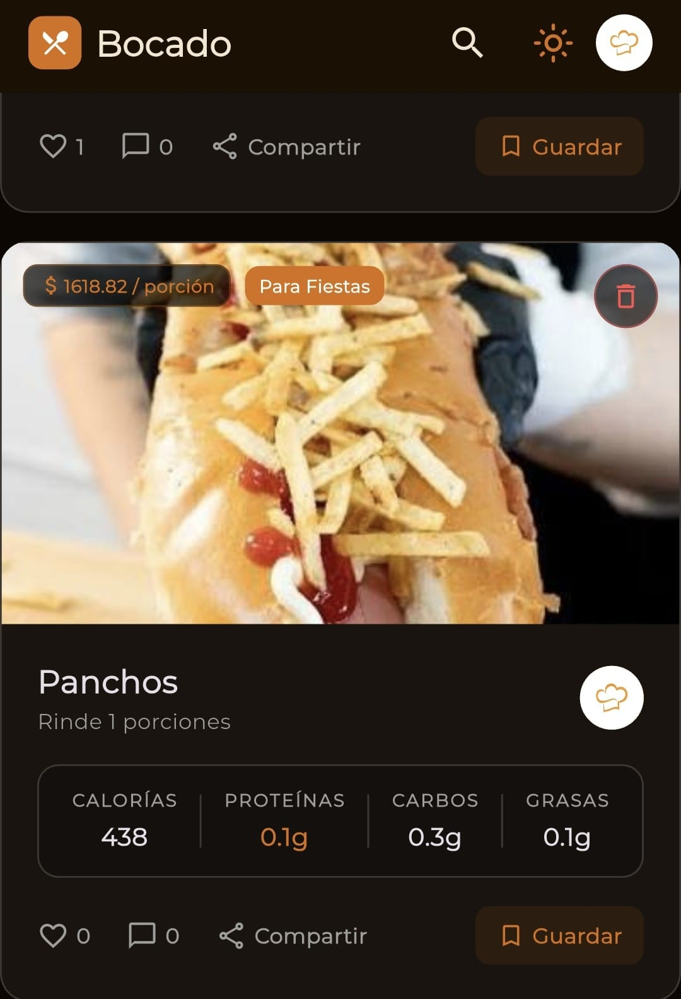 Bocado
1 0 Compartir Guardar
$ 1618.82 / porción Para Fiestas
Panchos
Rinde 1 porciones
CALORÍAS PROTEÍNAS CARBOS GRASAS
438 0.1g 0.3g 0.1g
0 0 Compartir Guardar